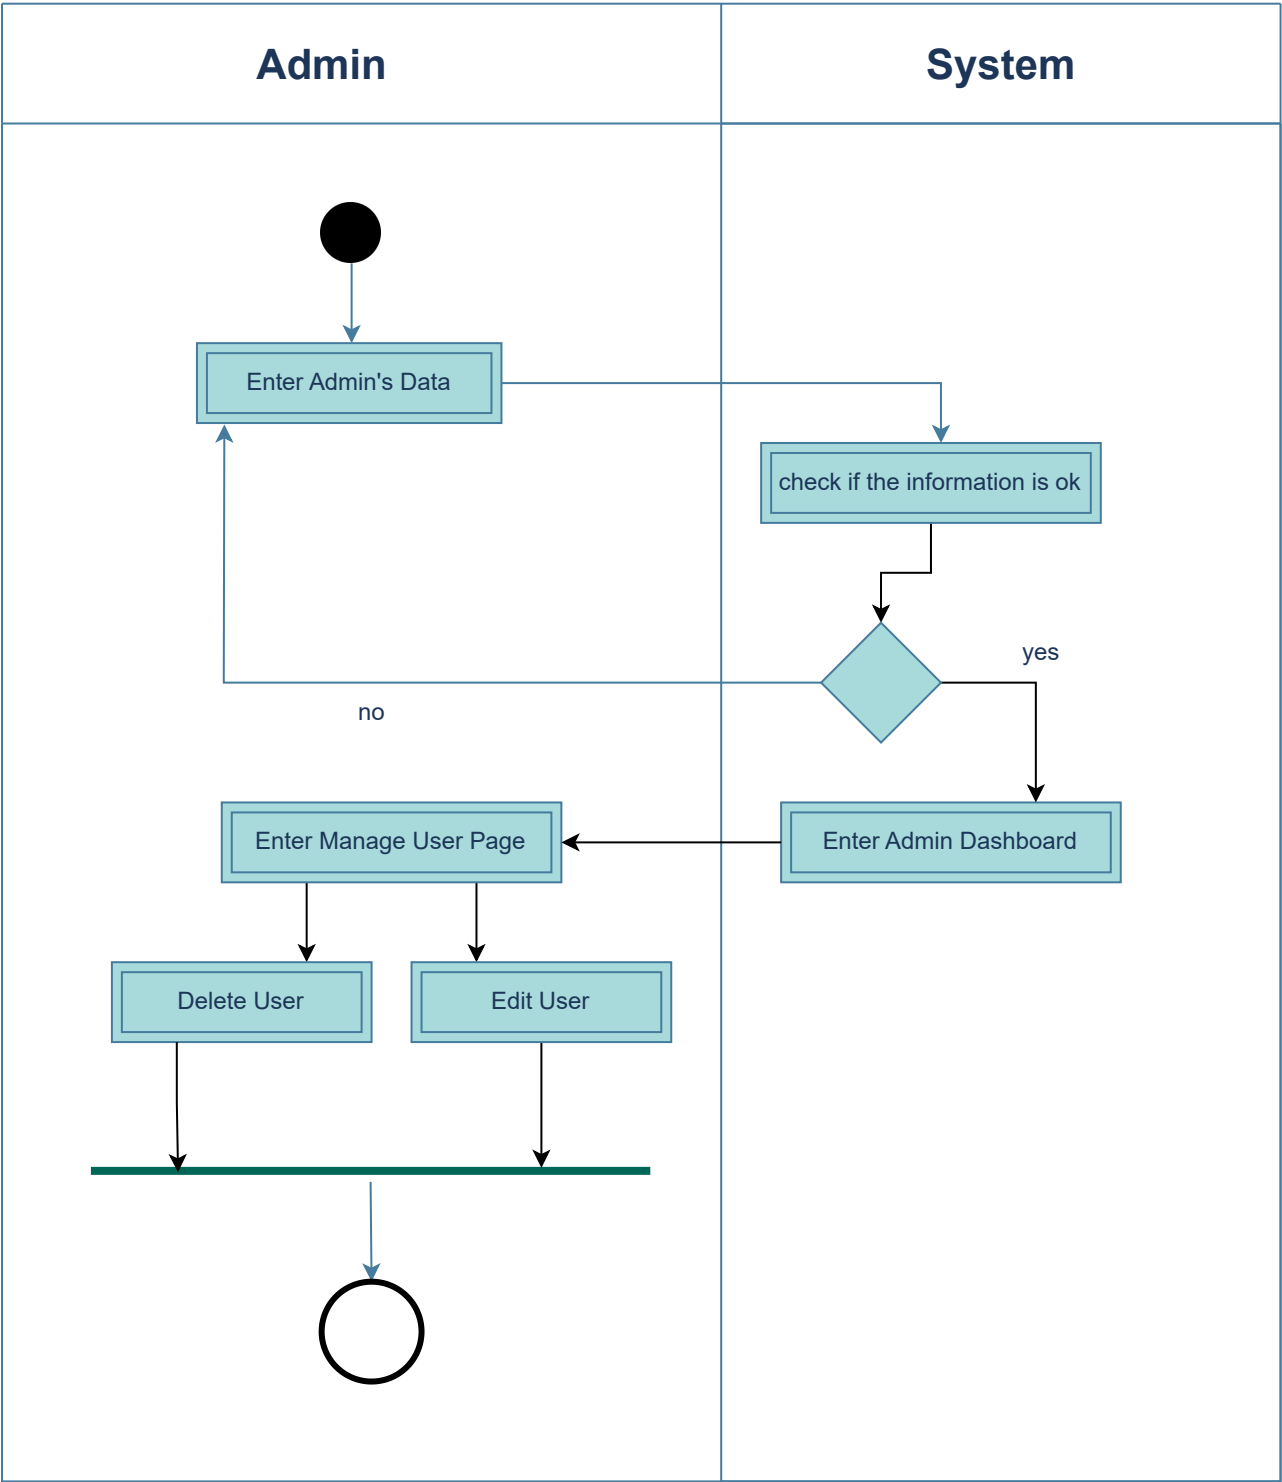 Admin
System
Enter Admin's Data
check if the information is ok
yes
no
Enter Manage User Page
Enter Admin Dashboard
Delete User
Edit User